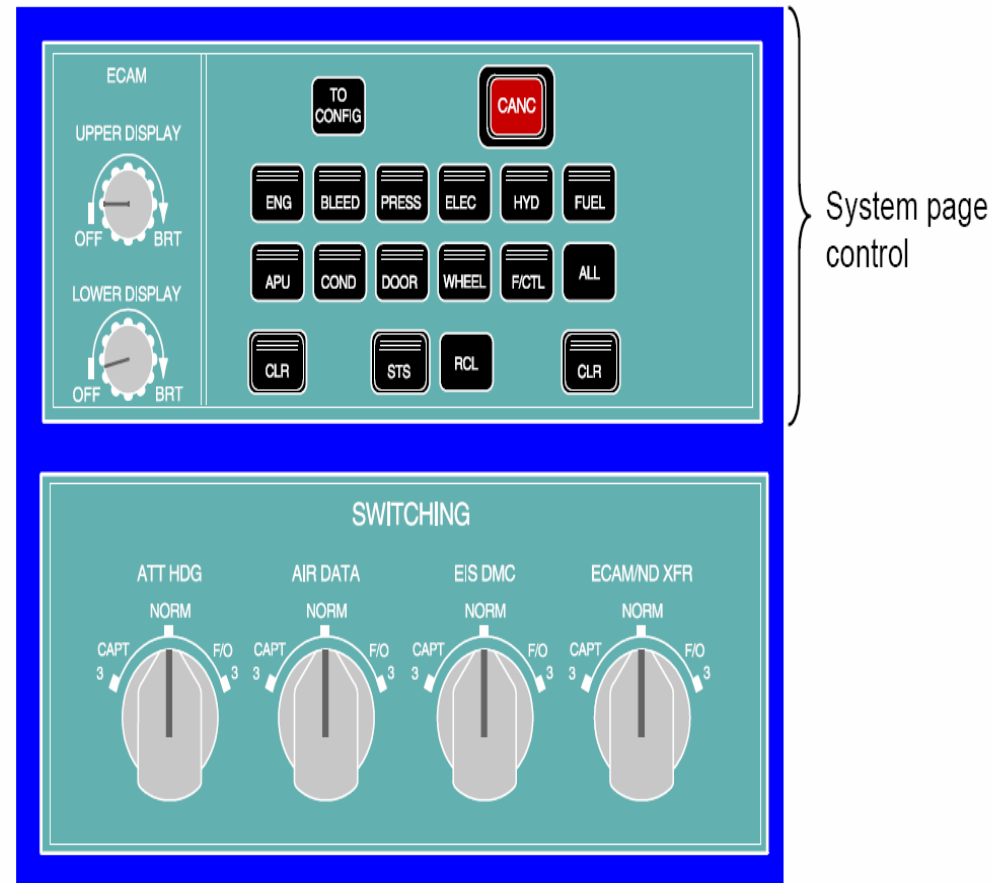 ECAM
UPPER DISPLAY
OFF BRT
LOWER DISPLAY
OFF BRT
TO
CONFIG
CANC
ENG BLEED PRESS ELEC HYD FUEL
APU COND DOOR WHEEL F/CTL ALL
CLR STS RCL CLR
System page
control
SWITCHING
ATT HDG AIR DATA EIS DMC ECAM/ND XFR
NORM NORM NORM NORM
CAPT F/O CAPT F/O CAPT F/O CAPT F/O
3 3 3 3 3 3 3 3